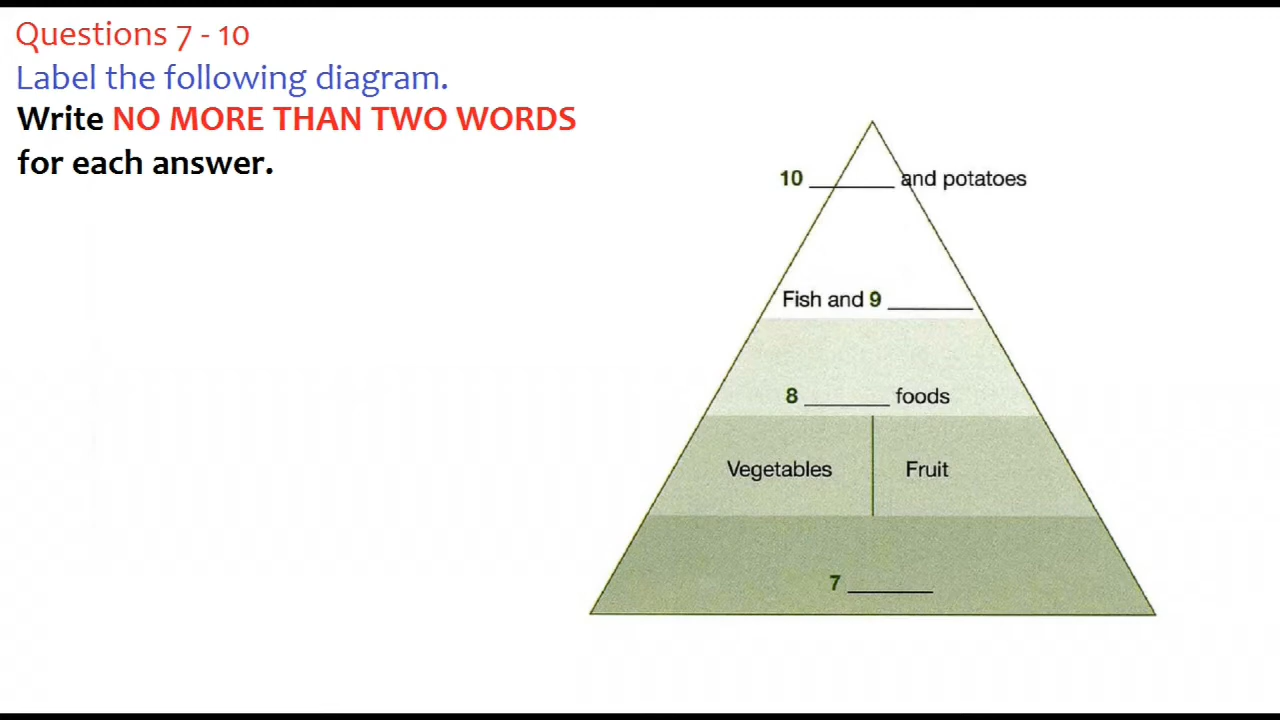 Questions 7 - 10
Label the following diagram.
Write NO MORE THAN TWO WORDS
for each answer.
10 ________ and potatoes
Fish and 9 ________
8 ________ foods
Vegetables
Fruit
7 ________